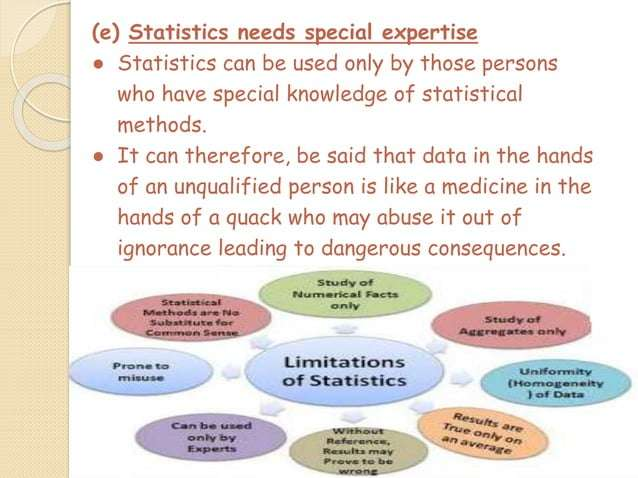 (e) Statistics needs special expertise
● Statistics can be used only by those persons
who have special knowledge of statistical
methods.
● It can therefore, be said that data in the hands
of an unqualified person is like a medicine in the
hands of a quack who may abuse it out of
ignorance leading to dangerous consequences.
Study of
Numerical Facts
only
Statistical
Methods are No
Substitute for
Common Sense
Study of
Aggregates only
Limitations
of Statistics
Prone to
misuse
Uniformity
(Homogeneity
) of Data
Can be used
only by
Experts
Without
Reference,
Results may
Prove to be
wrong
Results are
True only on
an average